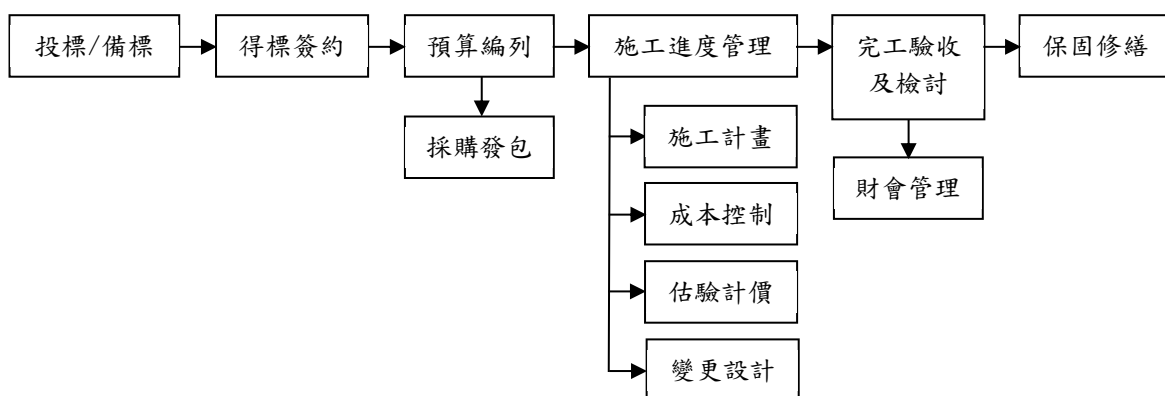 投標/備標
得標簽約
預算編列
施工進度管理
完工驗收
及檢討
保固修繕
採購發包
施工計畫
成本控制
估驗計價
變更設計
財會管理